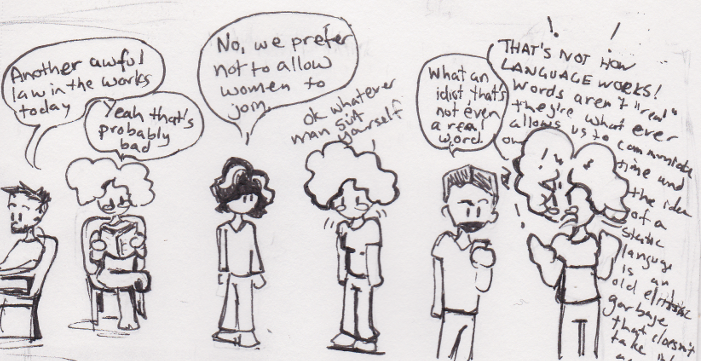 Another awful
law in the works
today
Yeah that's
probably
bad
No, we prefer
not to allow
women to
join.
ok whatever
man suit
yourself
What an
idiot that's
not even
a real
word
THAT'S NOT HOW
LANGUAGE WORKS!
Words aren't "real"
they're what ever
allows us to communicate
time and
the idea
of a
static
language
is an
old elitist
garbage
that doesn't
take